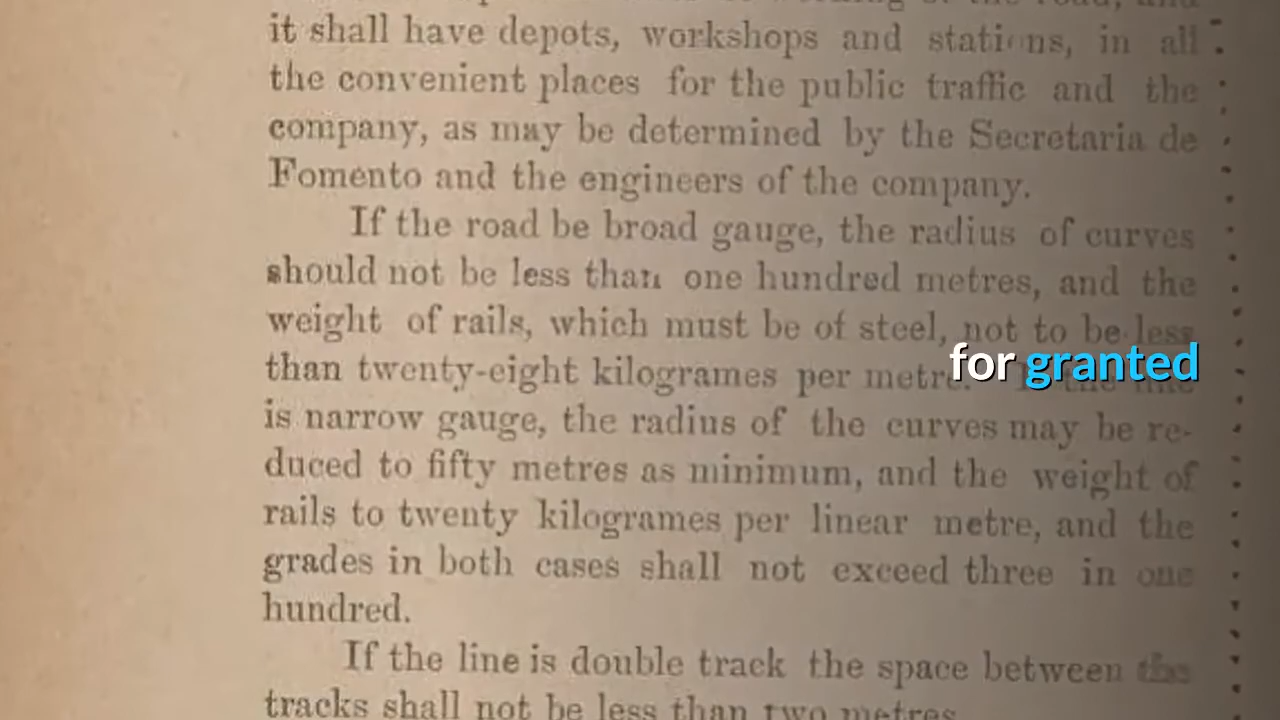 it shall have depots, workshops and stations, in all
the convenient places for the public traffic and the
company, as may be determined by the Secretaria de
Fomento and the engineers of the company.
If the road be broad gauge, the radius of curves
should not be less than one hundred metres, and the
weight of rails, which must be of steel, not to be less
than twenty-eight kilogrames per metre.
for granted
is narrow gauge, the radius of the curves may be re-
duced to fifty metres as minimum, and the weight of
rails to twenty kilogrames per linear metre, and the
grades in both cases shall not exceed three in one
hundred.
If the line is double track the space between the
tracks shall not be less than two metres